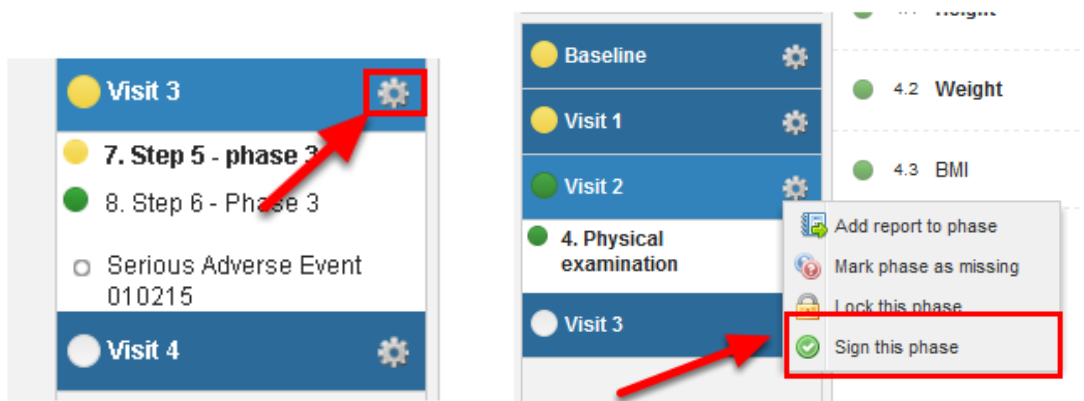 Visit 3
7. Step 5 - phase 3
8. Step 6 - Phase 3
Serious Adverse Event
010215
Visit 4
Baseline
Visit 1
Visit 2
4. Physical
examination
Visit 3
Height
4.2 Weight
4.3 BMI
Add report to phase
Mark phase as missing
Lock this phase
Sign this phase